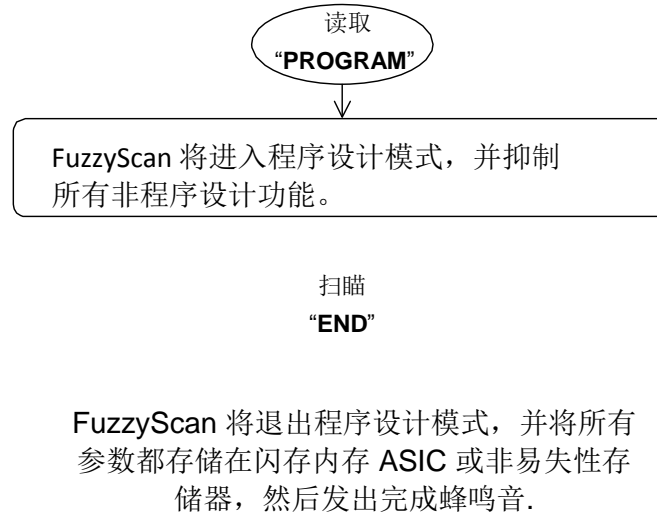 读取
“PROGRAM”
FuzzyScan 将进入程序设计模式，并抑制
所有非程序设计功能。
扫瞄
“END”
FuzzyScan 将退出程序设计模式，并将所有
参数都存储在闪存内存 ASIC 或非易失性存
储器，然后发出完成蜂鸣音.